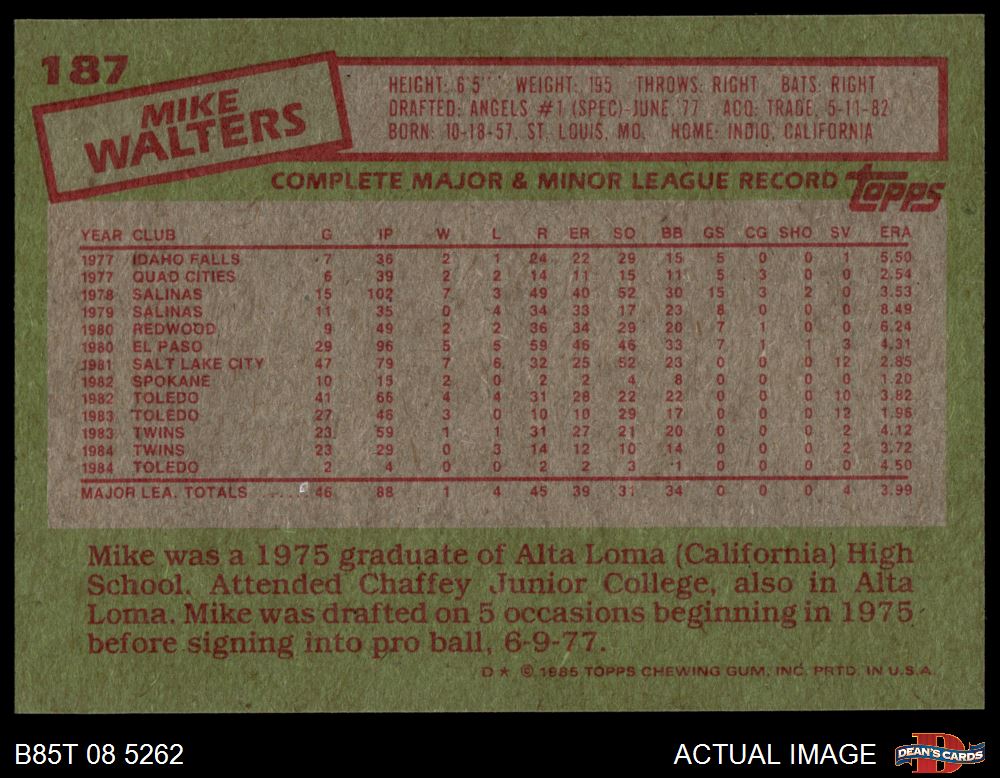 187
MIKE
WALTERS
HEIGHT: 6'5" WEIGHT: 195 THROWS: RIGHT BATS: RIGHT
DRAFTED: ANGELS #1 (SPEC)-JUNE '77 ACQ: TRADE, 5-11-82
BORN: 10-18-57, ST. LOUIS, MO. HOME: INDIO, CALIFORNIA
COMPLETE MAJOR & MINOR LEAGUE RECORD topps
YEAR CLUB G IP W L R ER SO BB GS CG SHO SV ERA
1977 IDAHO FALLS 7 36 2 1 24 22 29 15 5 0 0 1 5.50
1977 QUAD CITIES 6 39 2 2 14 11 15 11 5 3 0 0 2.54
1978 SALINAS 15 102 7 3 49 40 52 30 15 3 2 0 3.53
1979 SALINAS 11 35 0 4 34 33 17 23 8 0 0 0 8.49
1980 REDWOOD 9 49 2 2 36 34 29 20 7 1 0 0 6.24
1980 EL PASO 29 96 5 5 59 46 46 33 7 1 1 3 4.31
1981 SALT LAKE CITY 47 79 7 6 32 25 52 23 0 0 0 12 2.85
1982 SPOKANE 10 15 2 0 2 2 4 8 0 0 0 0 1.20
1982 TOLEDO 41 66 4 4 31 28 22 22 0 0 0 10 3.82
1983 TOLEDO 27 46 3 0 10 10 29 17 0 0 0 12 1.96
1983 TWINS 23 59 1 1 31 27 21 20 0 0 0 2 4.12
1984 TWINS 23 29 0 3 14 12 10 14 0 0 0 2 3.72
1984 TOLEDO 2 4 0 0 2 2 3 1 0 0 0 0 4.50
MAJOR LEA. TOTALS ...... 46 88 1 4 45 39 31 34 0 0 0 4 3.99
Mike was a 1975 graduate of Alta Loma (California) High
School. Attended Chaffey Junior College, also in Alta
Loma. Mike was drafted on 5 occasions beginning in 1975
before signing into pro ball, 6-9-77.
D* © 1985 TOPPS CHEWING GUM, INC. PRTD. IN U.S.A.
B85T 08 5262 ACTUAL IMAGE DEAN'S CARDS